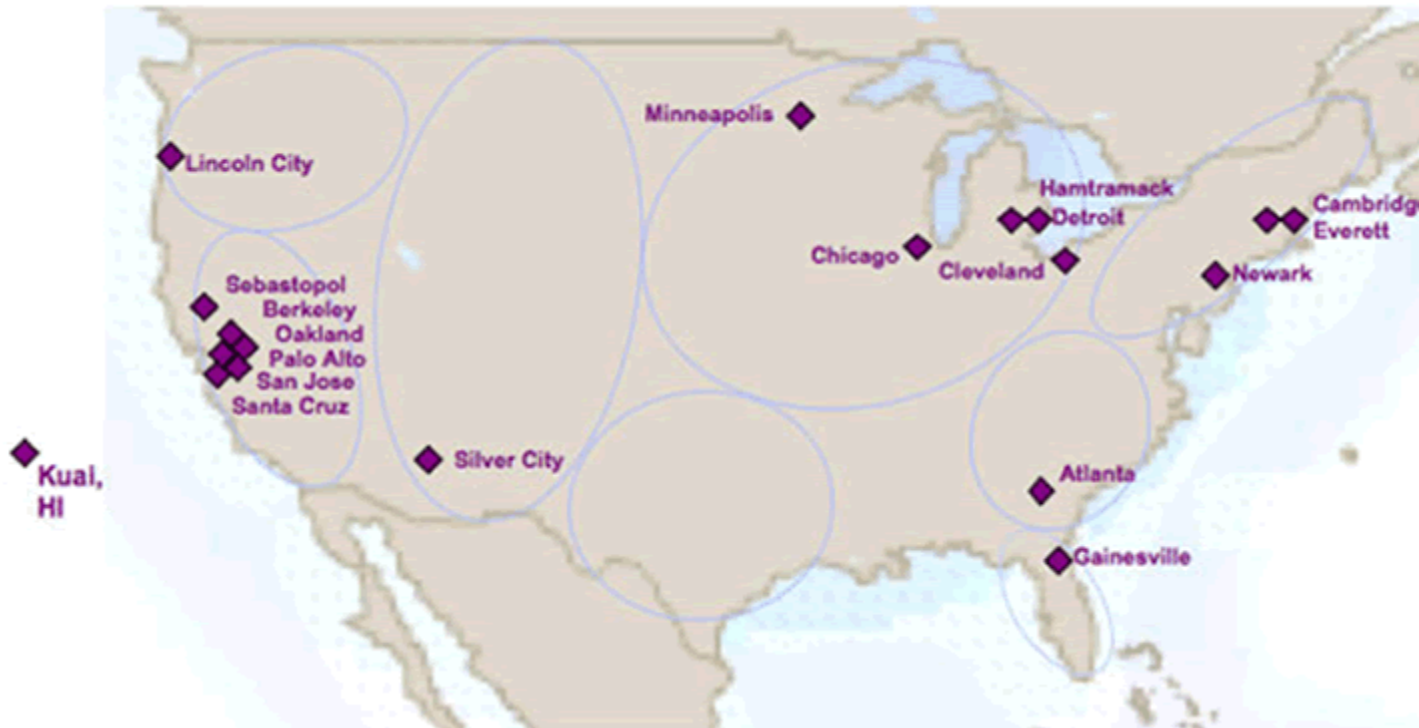 Minneapolis
Lincoln City
Hamtramack
Detroit
Cambridge
Everett
Chicago
Cleveland
Newark
Sebastopol
Berkeley
Oakland
Palo Alto
San Jose
Santa Cruz
Silver City
Kuai,
HI
Atlanta
Gainesville